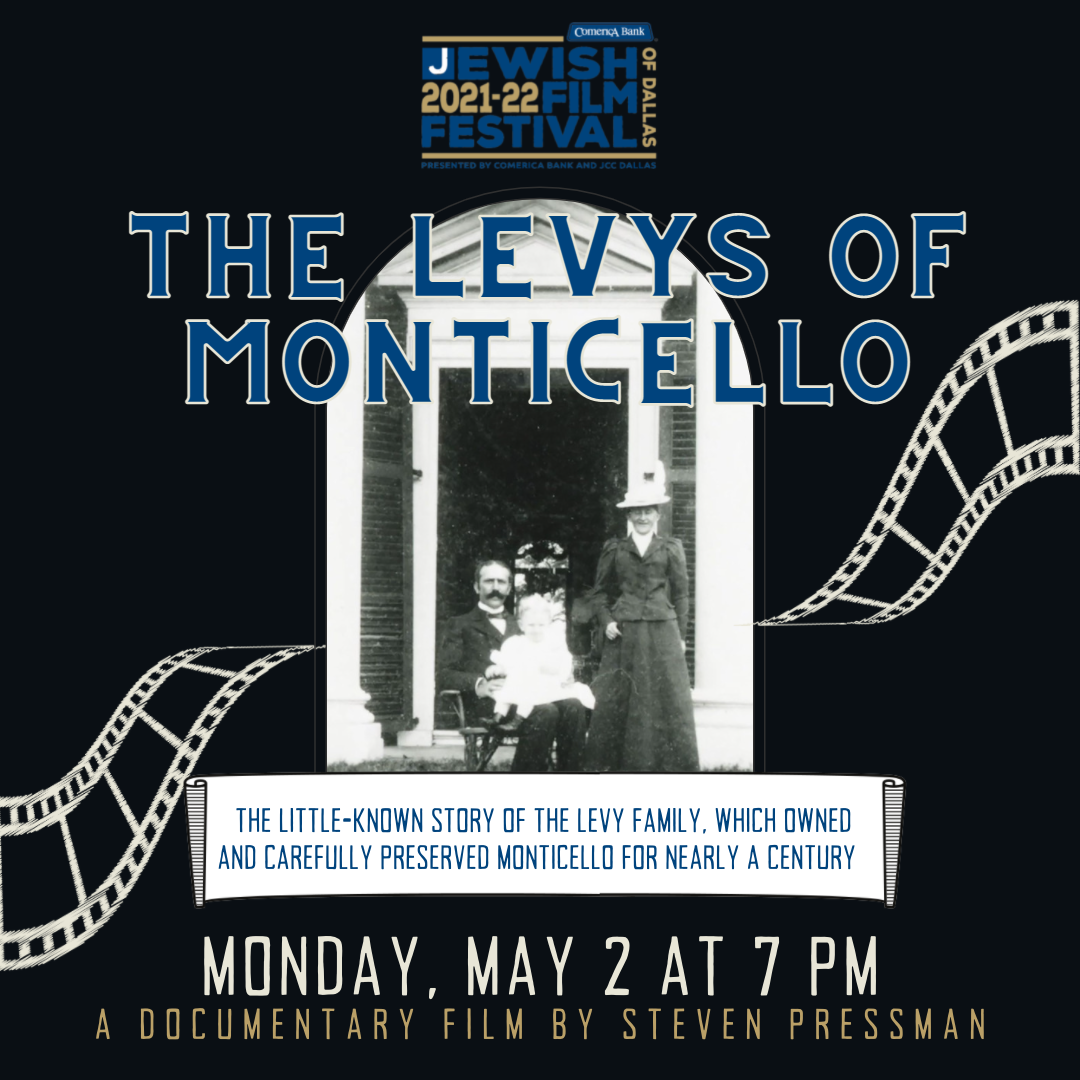 ComericA Bank
JEWISH
2021-22 FILM
FESTIVAL
OF DALLAS
PRESENTED BY COMERICA BANK AND JCC DALLAS
THE LEVYS OF
MONTICELLO
THE LITTLE-KNOWN STORY OF THE LEVY FAMILY, WHICH OWNED
AND CAREFULLY PRESERVED MONTICELLO FOR NEARLY A CENTURY
MONDAY, MAY 2 AT 7 PM
A DOCUMENTARY FILM BY STEVEN PRESSMAN